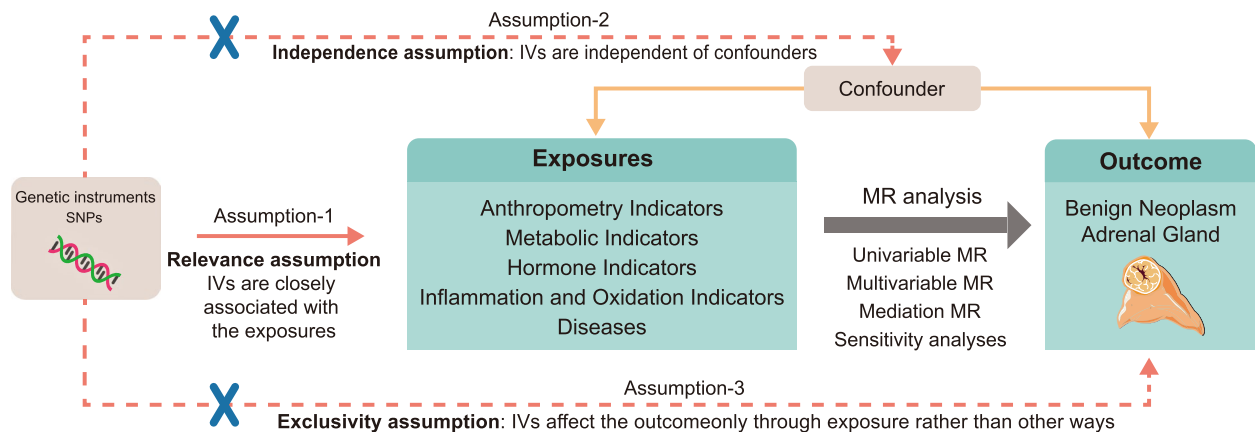 Assumption-2
Independence assumption: IVs are independent of confounders
Confounder
Genetic instruments
SNPs
Assumption-1
Relevance assumption
IVs are closely
associated with
the exposures
Exposures
Anthropometry Indicators
Metabolic Indicators
Hormone Indicators
Inflammation and Oxidation Indicators
Diseases
MR analysis
Univariable MR
Multivariable MR
Mediation MR
Sensitivity analyses
Outcome
Benign Neoplasm
Adrenal Gland
Assumption-3
Exclusivity assumption: IVs affect the outcomeonly through exposure rather than other ways